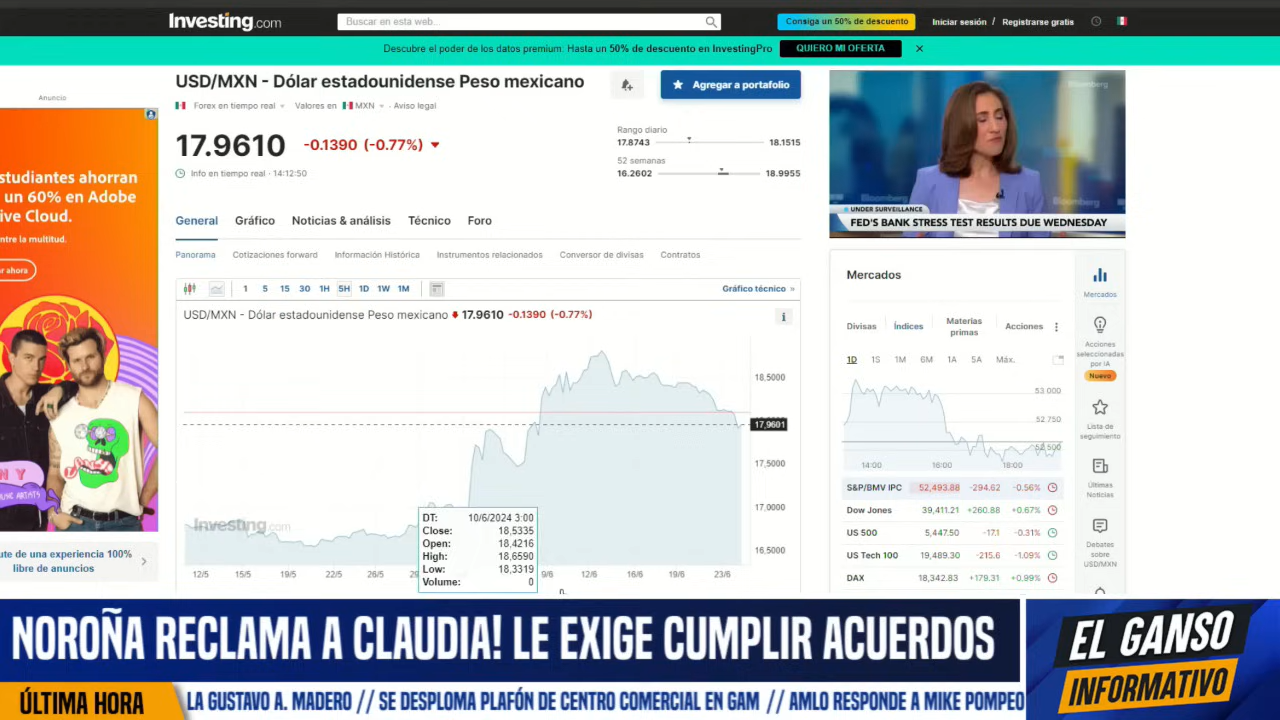 Investing.com
Buscar en esta web...
Consiga un 50% de descuento
Iniciar sesión / Registrarse gratis
Descubre el poder de los datos premium: Hasta un 50% de descuento en InvestingPro
QUIERO MI OFERTA
Anuncio
studiantes ahorran
un 60% en Adobe
ive Cloud.
entre la multitud.
ar ahora
MUSIC ARTISTS
ute de una experiencia 100%
libre de anuncios
USD/MXN - Dólar estadounidense Peso mexicano
Agregar a portafolio
Forex en tiempo real
Valores en MXN - Aviso legal
17.9610 -0.1390 (-0.77%)
Info en tiempo real · 14:12:50
Rango diario
17.8743 18.1515
52 semanas
16.2602 18.9955
General Gráfico Noticias & análisis Técnico Foro
Panorama Cotizaciones forward Información Histórica Instrumentos relacionados Conversor de divisas Contratos
1 5 15 30 1H 5H 1D 1W 1M
Gráfico técnico »
USD/MXN - Dólar estadounidense Peso mexicano 17.9610 -0.1390 (-0.77%)
18,5000
17,9601
17,5000
17,0000
16,5000
Investing.com
12/5 15/5 19/5 22/5 26/5 9/6 12/6 16/6 19/6 23/6
DT: 10/6/2024 3:00
Close: 18,5335
Open: 18,4216
High: 18,6590
Low: 18,3319
Volume: 0
Bloomberg
Bloomberg
UNDER SURVEILLANCE
FED'S BANK STRESS TEST RESULTS DUE WEDNESDAY
Mercados
Divisas Índices Materias primas Acciones
1D 1S 1M 6M 1A 5A Máx.
53 000
52.750
52,500
14:00 16:00 18:00
S&P/BMV IPC 52,493.88 -294.62 -0.56%
Dow Jones 39,411.21 +260.88 +0.67%
US 500 5,447.50 -17.1 -0.31%
US Tech 100 19,489.30 -215.6 -1.09%
DAX 18,342.83 +179.31 +0.99%
Mercados
Acciones
seleccionadas
por IA
Nuevo
Lista de
seguimiento
Últimas
Noticias
Debates
sobre
USD/MXN
NOROÑA RECLAMA A CLAUDIA! LE EXIGE CUMPLIR ACUERDOS
EL GANSO
INFORMATIVO
ÚLTIMA HORA
LA GUSTAVO A. MADERO // SE DESPLOMA PLAFÓN DE CENTRO COMERCIAL EN GAM // AMLO RESPONDE A MIKE POMPEO